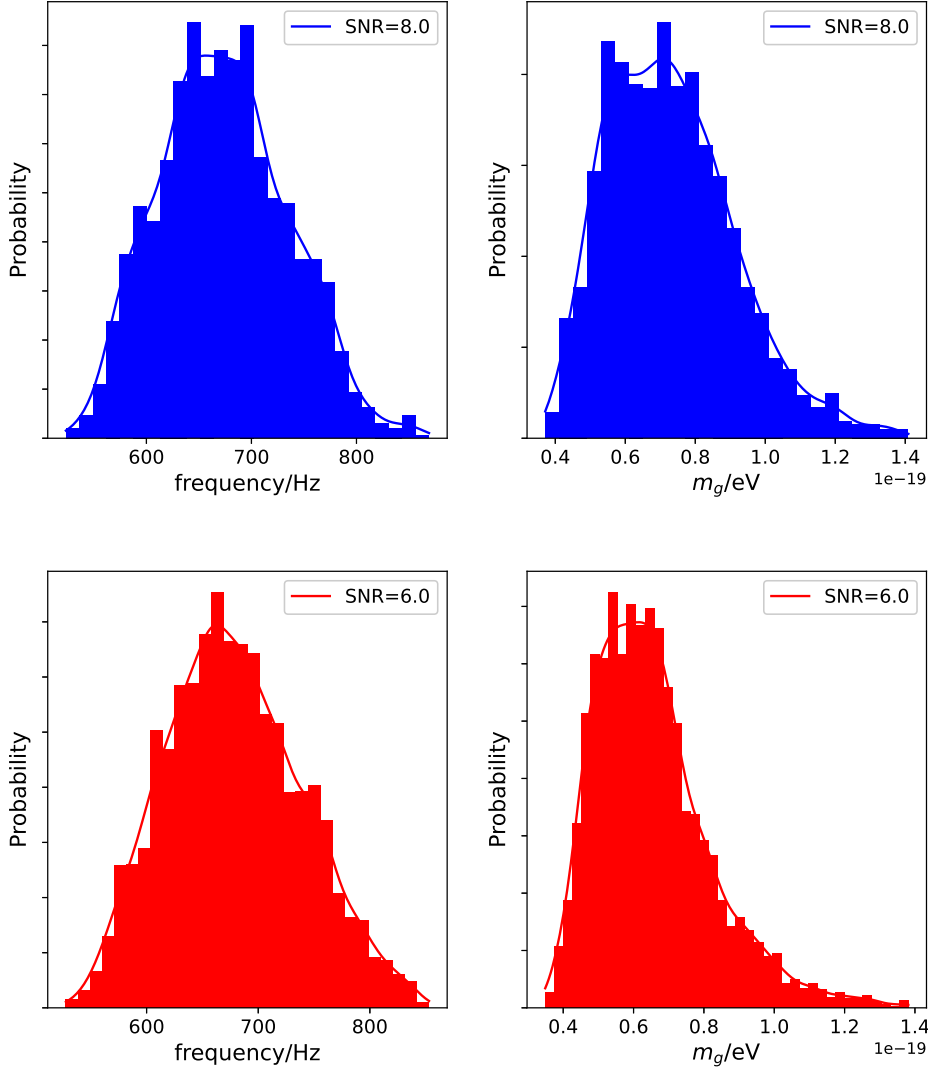 SNR=8.0
Probability
600 700 800
frequency/Hz
SNR=8.0
Probability
0.4 0.6 0.8 1.0 1.2 1.4
1e−19
m_g/eV
SNR=6.0
Probability
600 700 800
frequency/Hz
SNR=6.0
Probability
0.4 0.6 0.8 1.0 1.2 1.4
1e−19
m_g/eV